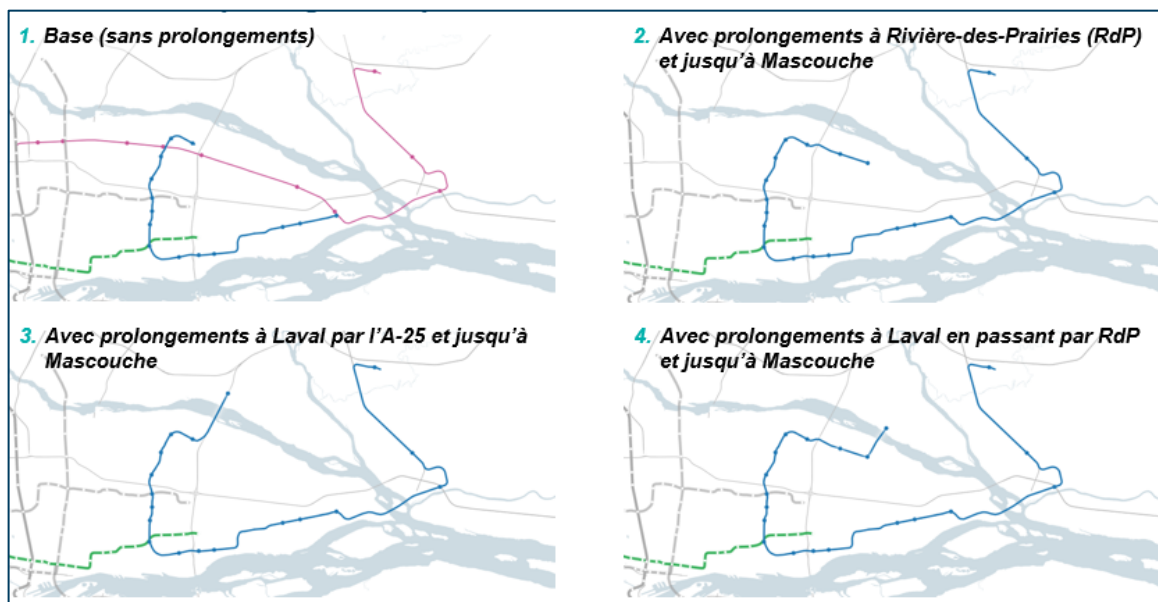 1. Base (sans prolongements)
2. Avec prolongements à Rivière-des-Prairies (RdP)
et jusqu'à Mascouche
3. Avec prolongements à Laval par l'A-25 et jusqu'à
Mascouche
4. Avec prolongements à Laval en passant par RdP
et jusqu'à Mascouche